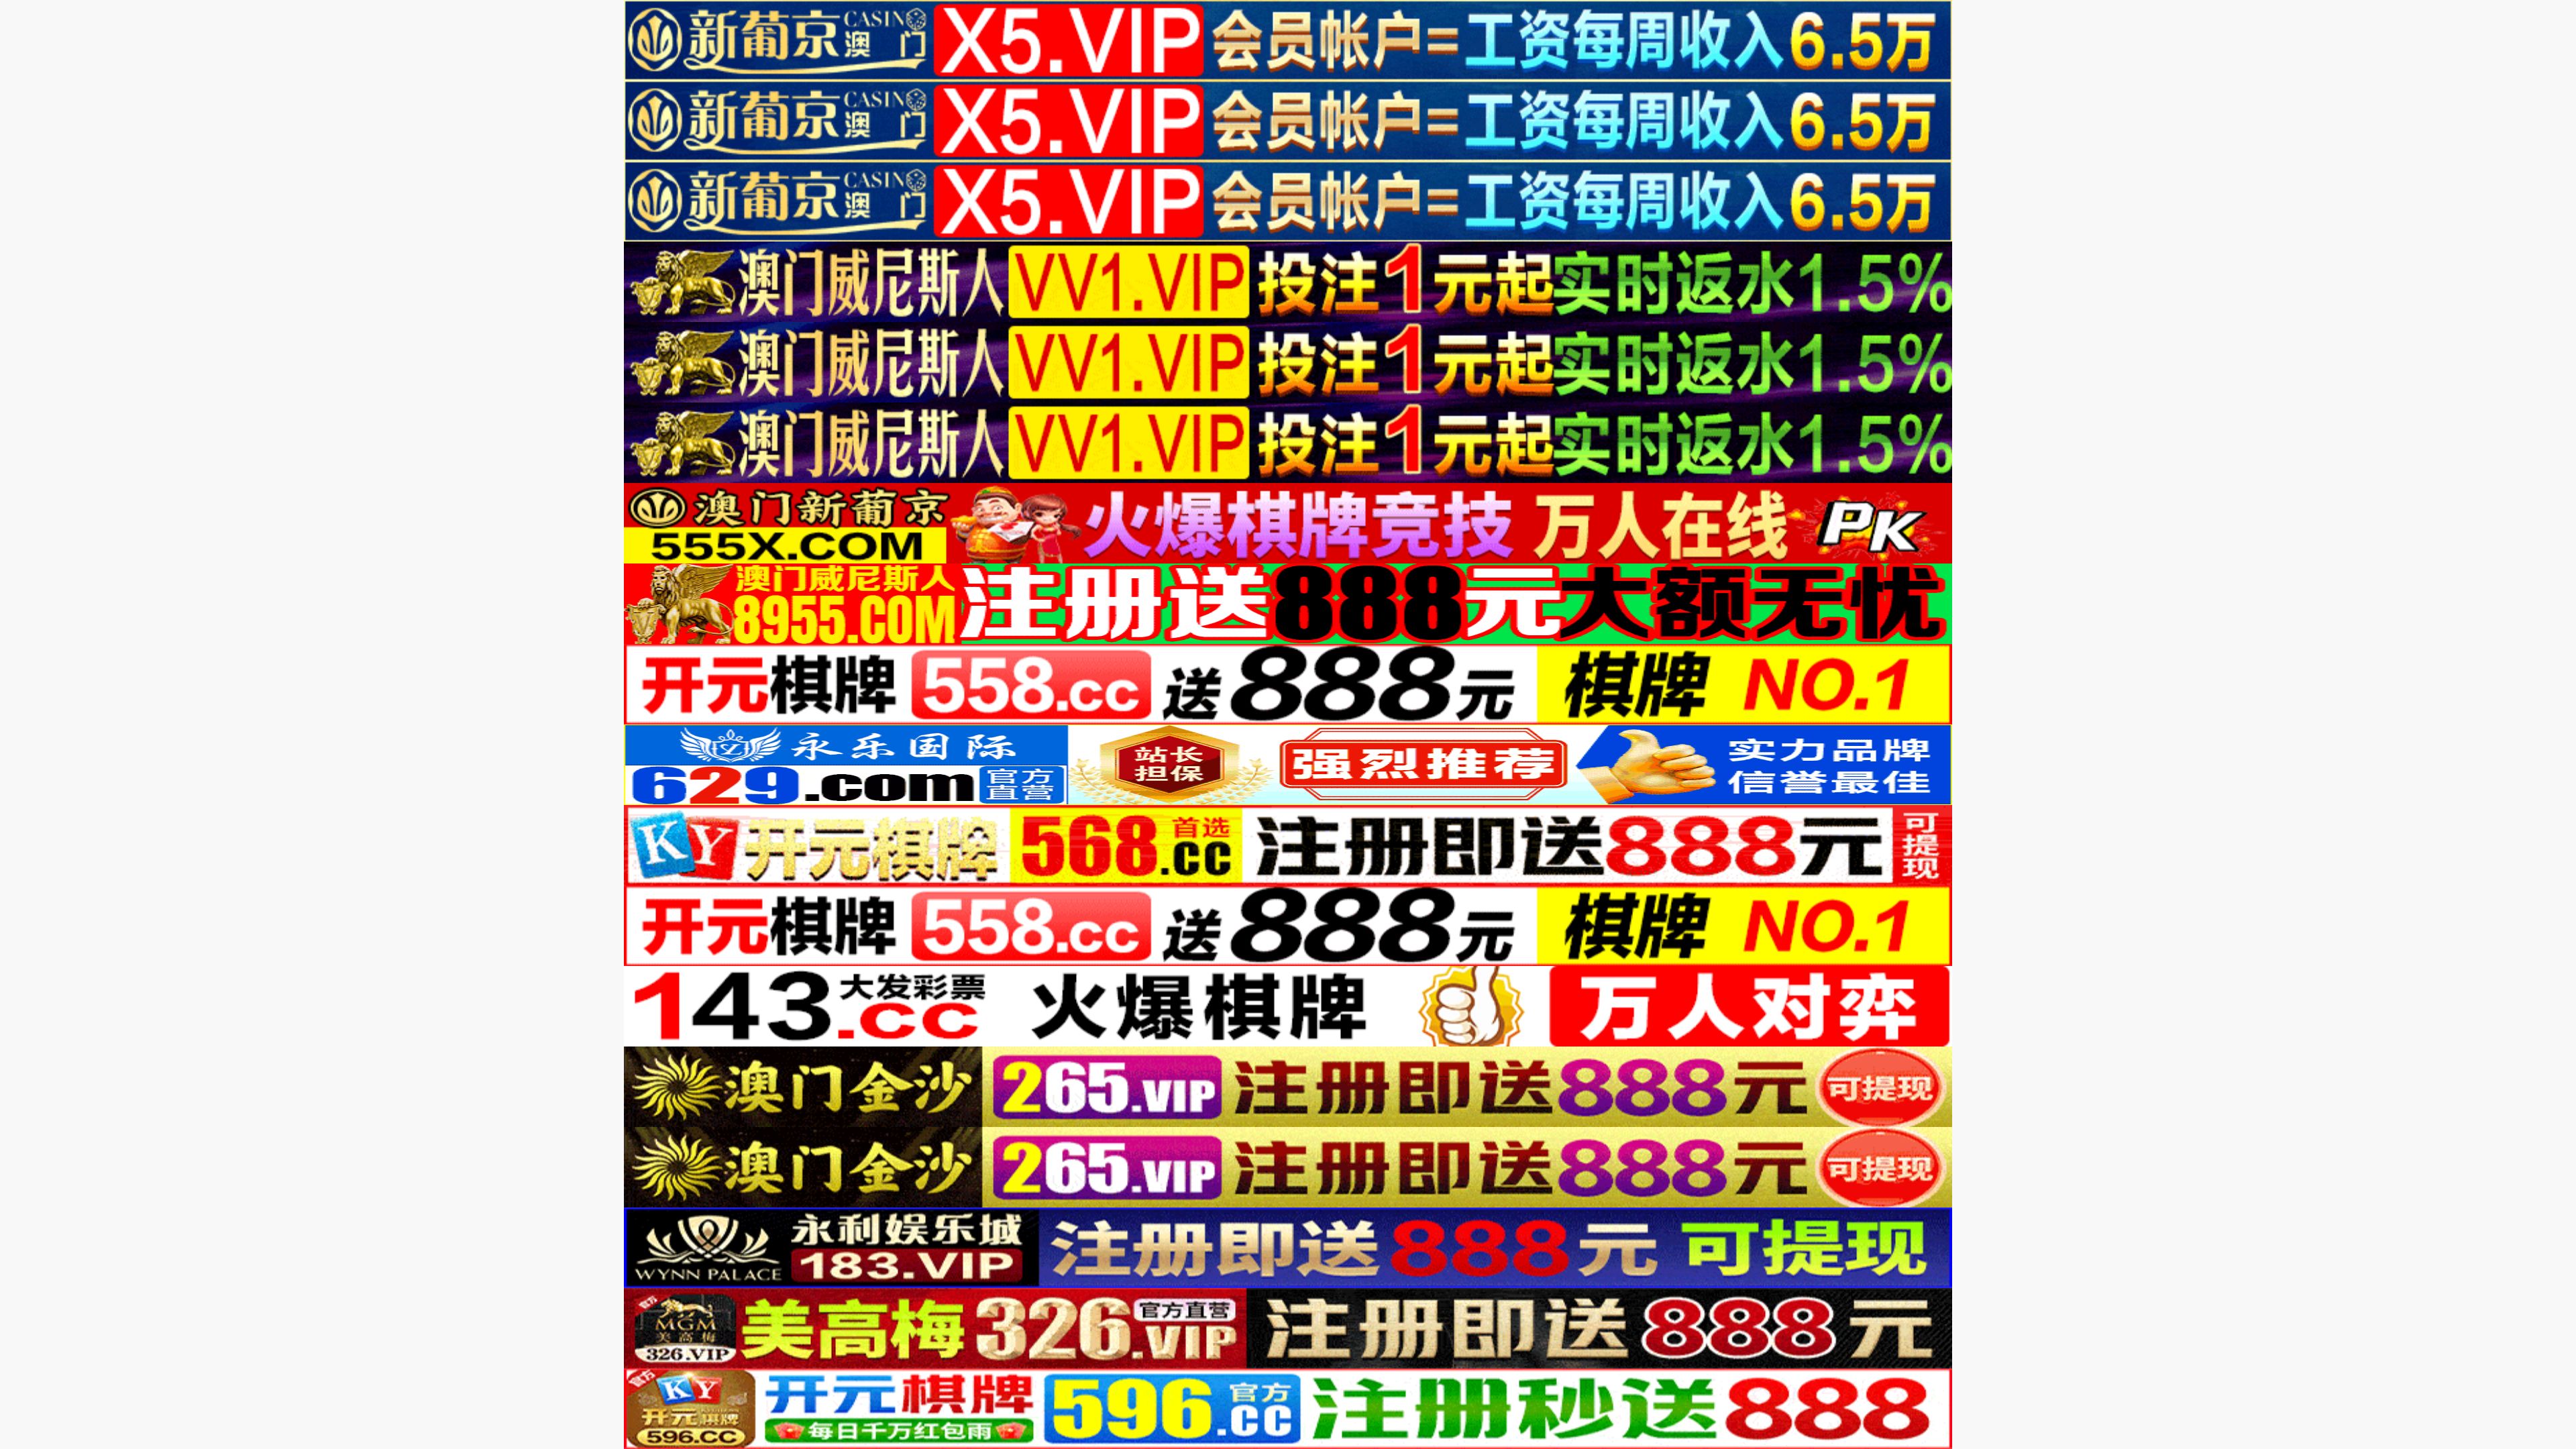 新葡京 CASINO 澳门 X5.VIP 会员帐户=工资每周收入6.5万
新葡京 CASINO 澳门 X5.VIP 会员帐户=工资每周收入6.5万
新葡京 CASINO 澳门 X5.VIP 会员帐户=工资每周收入6.5万
澳门威尼斯人 VV1.VIP 投注1元起实时返水1.5%
澳门威尼斯人 VV1.VIP 投注1元起实时返水1.5%
澳门威尼斯人 VV1.VIP 投注1元起实时返水1.5%
澳门新葡京
555X.COM
火爆棋牌竞技 万人在线 PK
澳门威尼斯人
8955.COM
注册送888元大额无忧
开元棋牌 558.cc 送888元 棋牌 NO.1
永乐国际
629.com 官方直营
站长担保
强烈推荐
实力品牌
信誉最佳
KY 开元棋牌 568.cc 首选 注册即送888元 可提现
开元棋牌 558.cc 送888元 棋牌 NO.1
143.cc 大发彩票 火爆棋牌 万人对弈
澳门金沙 265.VIP 注册即送888元 可提现
澳门金沙 265.VIP 注册即送888元 可提现
WYNN PALACE
永利娱乐城
183.VIP
注册即送888元 可提现
官方
MGM
美高梅
326.VIP
美高梅 326.VIP 官方直营 注册即送888元
官方
KY
开元棋牌
596.CC
开元棋牌
每日千万红包雨
596.cc 官方 注册秒送888